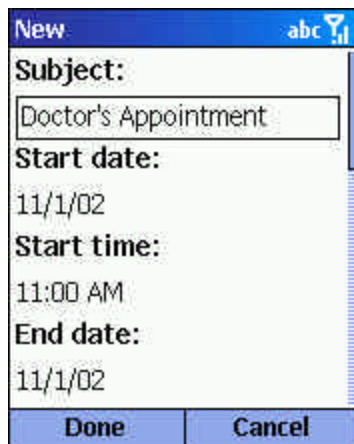 New abc
Subject:
Doctor's Appointment
Start date:
11/1/02
Start time:
11:00 AM
End date:
11/1/02
Done Cancel